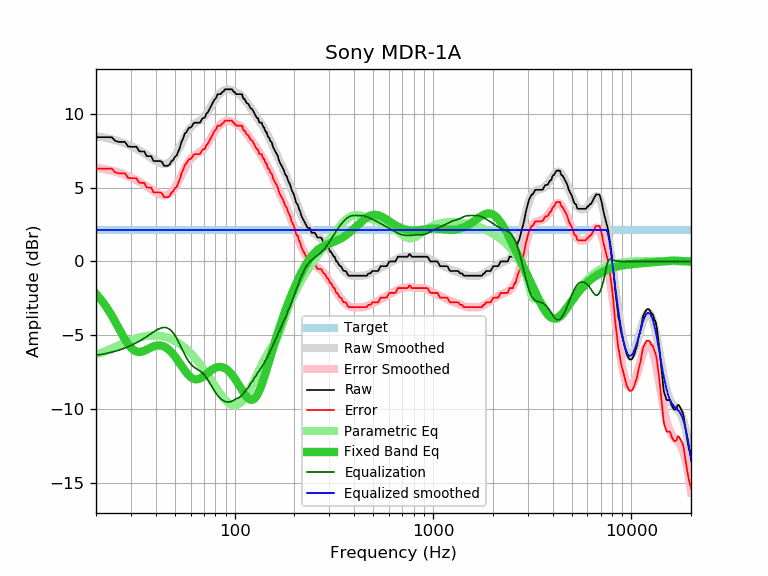 Sony MDR-1A
10
5
0
−5
−10
−15
Amplitude (dBr)
100
1000
10000
Frequency (Hz)
Target
Raw Smoothed
Error Smoothed
Raw
Error
Parametric Eq
Fixed Band Eq
Equalization
Equalized smoothed